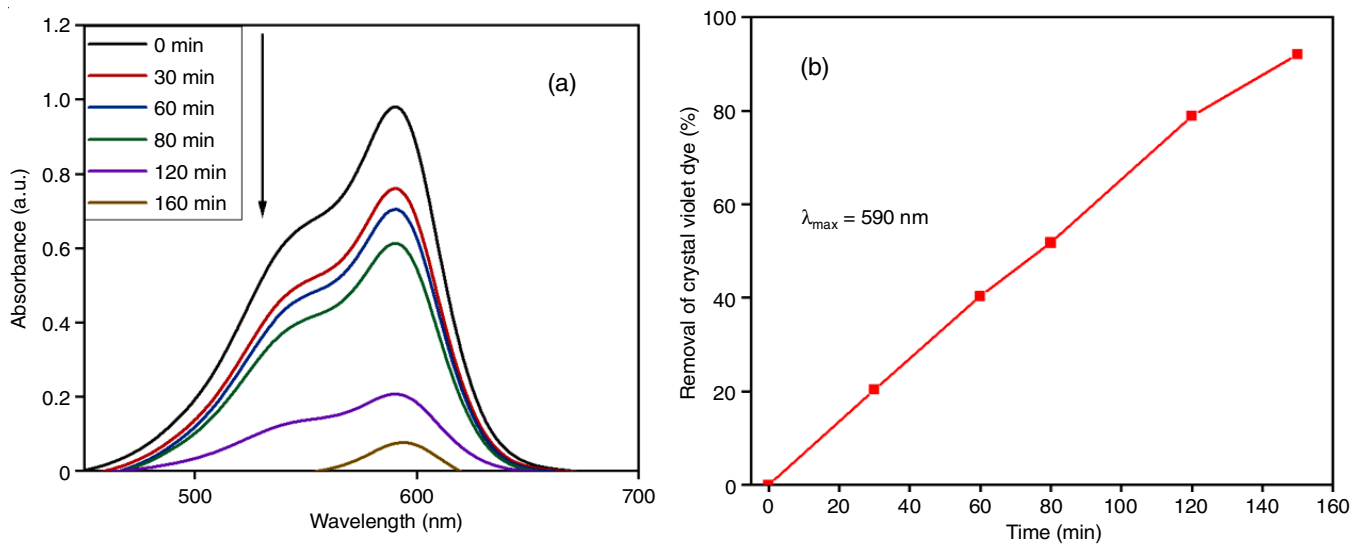 1.2
1.0
0.8
0.6
0.4
0.2
0
Absorbance (a.u.)
0 min
30 min
60 min
80 min
120 min
160 min
(a)
500
600
700
Wavelength (nm)
100
80
60
40
20
0
Removal of crystal violet dye (%)
(b)
λmax = 590 nm
0
20
40
60
80
100
120
140
160
Time (min)